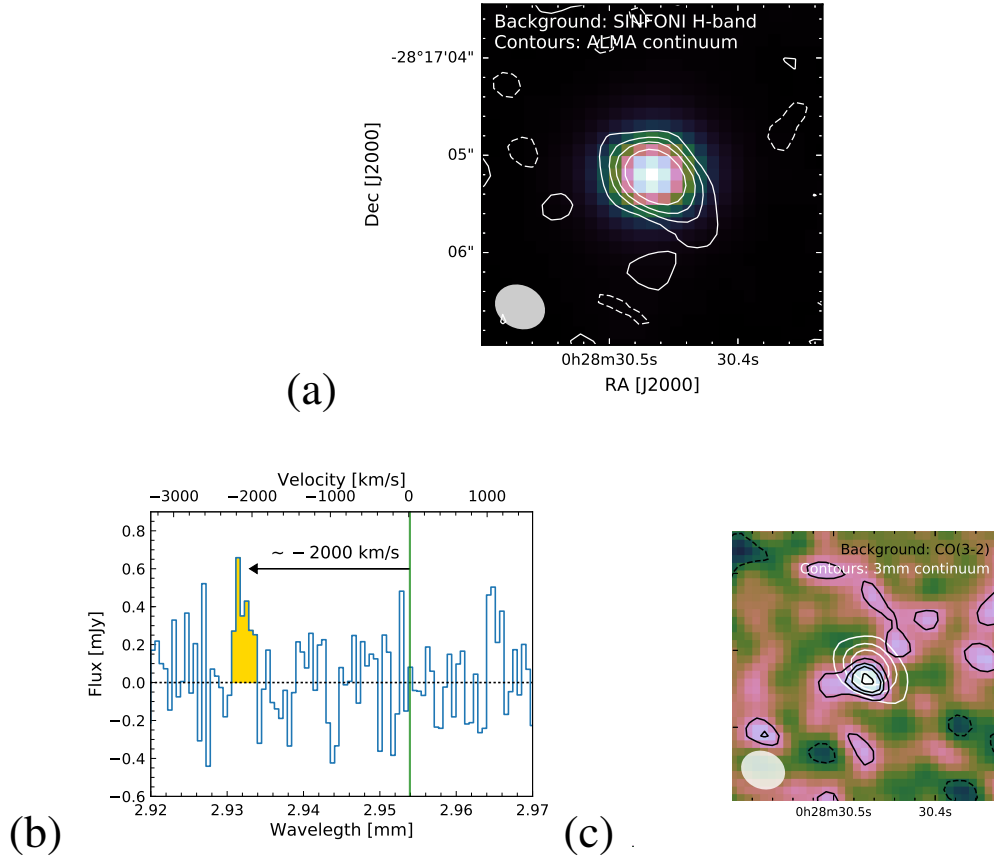 Background: SINFONI H-band
Contours: ALMA continuum
-28°17'04"
05"
06"
Dec [J2000]
0h28m30.5s 30.4s
RA [J2000]
(a)
Velocity [km/s]
−3000 −2000 −1000 0 1000
~ −2000 km/s
0.8
0.6
0.4
0.2
0.0
−0.2
−0.4
−0.6
Flux [mJy]
2.92 2.93 2.94 2.95 2.96 2.97
Wavelegth [mm]
(b)
Background: CO(3-2)
Contours: 3mm continuum
0h28m30.5s 30.4s
(c)
.